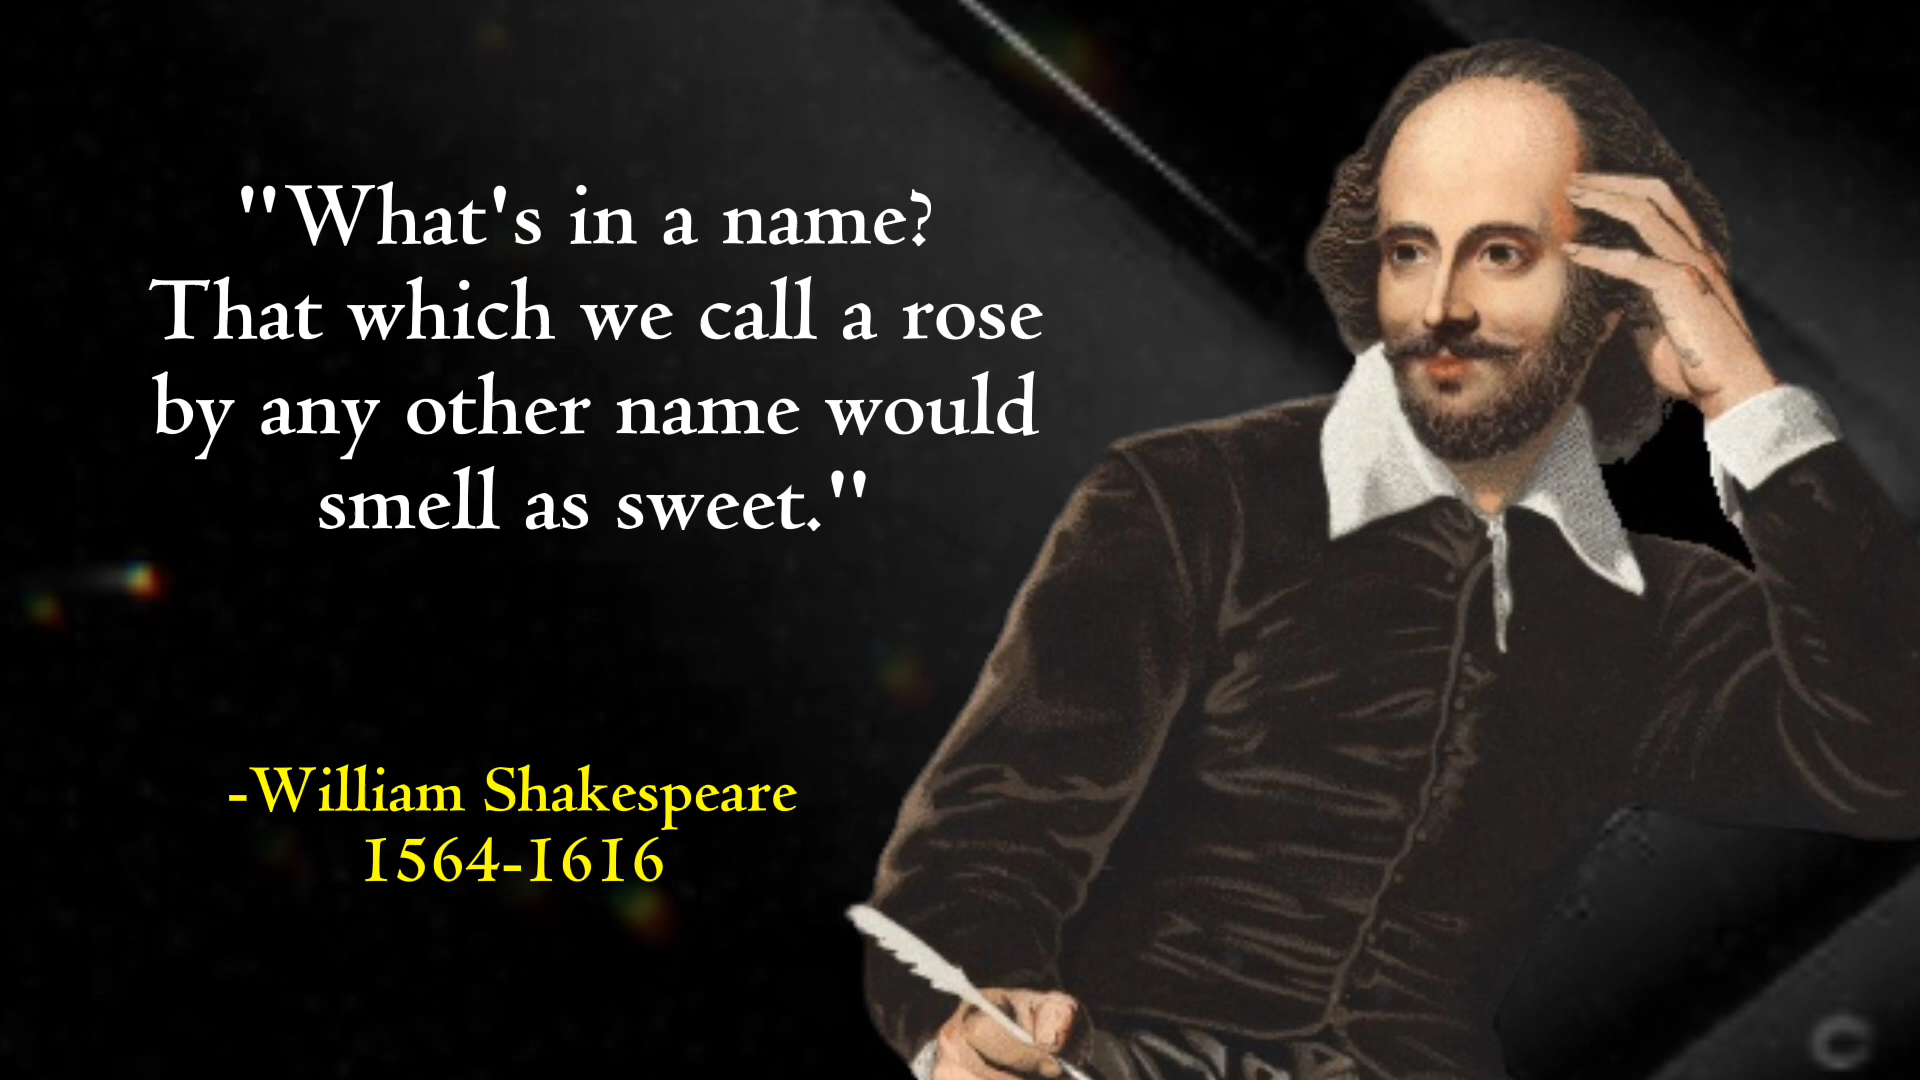 "What's in a name?
That which we call a rose
by any other name would
smell as sweet."
-William Shakespeare
1564-1616
C